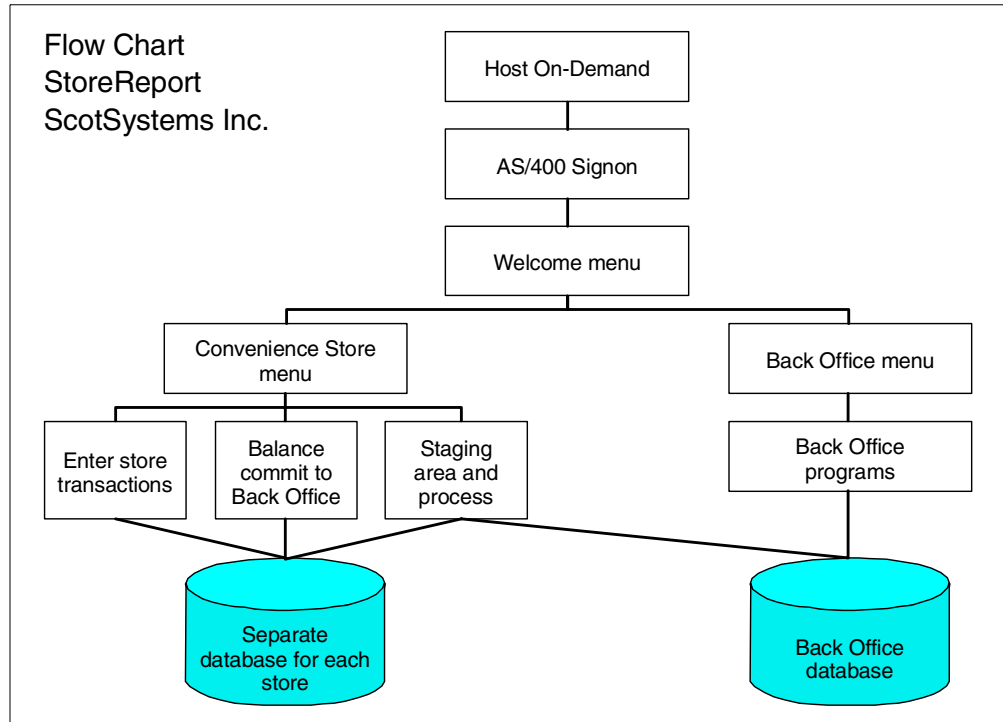 Flow Chart
StoreReport
ScotSystems Inc.
Host On-Demand
AS/400 Signon
Welcome menu
Convenience Store
menu
Back Office menu
Enter store
transactions
Balance
commit to
Back Office
Staging
area and
process
Back Office
programs
Separate
database for each
store
Back Office
database